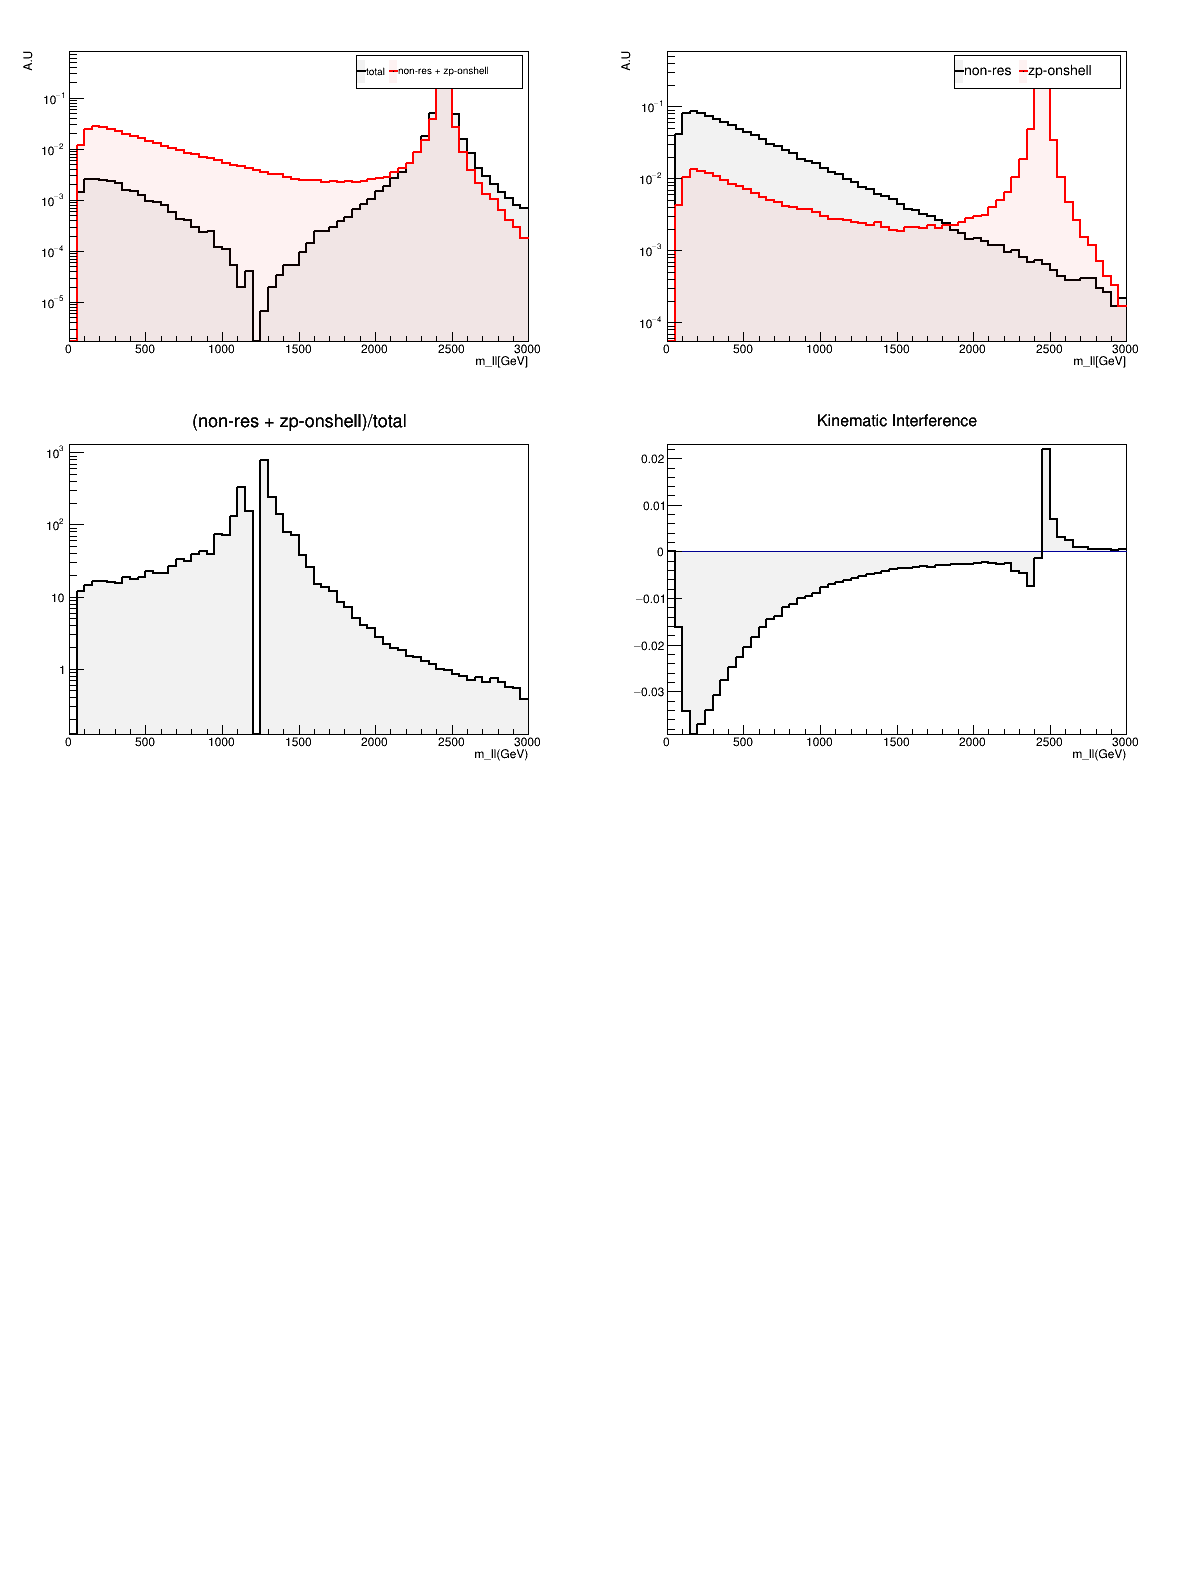 A.U
total non-res + zp-onshell
10⁻¹
10⁻²
10⁻³
10⁻⁴
10⁻⁵
0 500 1000 1500 2000 2500 3000
m_ll[GeV]
A.U
non-res zp-onshell
10⁻¹
10⁻²
10⁻³
10⁻⁴
0 500 1000 1500 2000 2500 3000
m_ll[GeV]
(non-res + zp-onshell)/total
10³
10²
10
1
0 500 1000 1500 2000 2500 3000
m_ll(GeV)
Kinematic Interference
0.02
0.01
0
−0.01
−0.02
−0.03
0 500 1000 1500 2000 2500 3000
m_ll(GeV)